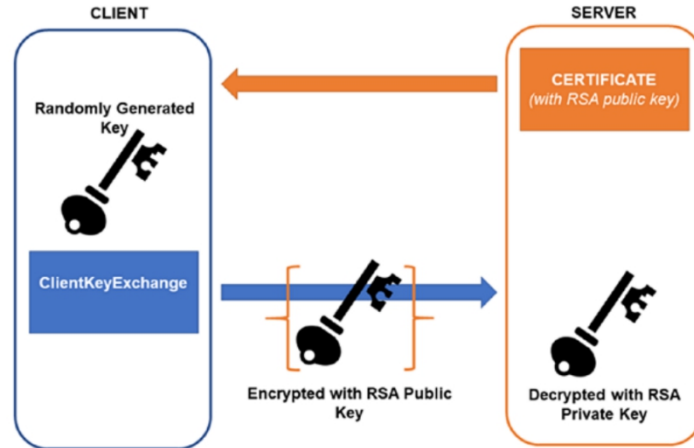 CLIENT
SERVER
CERTIFICATE
(with RSA public key)
Randomly Generated
Key
ClientKeyExchange
Encrypted with RSA Public
Key
Decrypted with RSA
Private Key